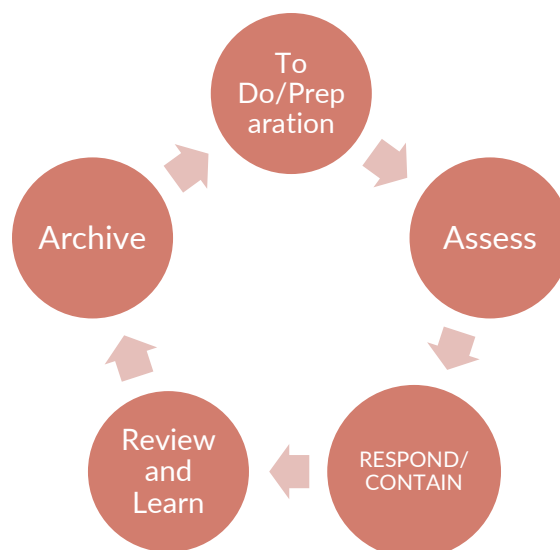 To
Do/Prep
aration
Assess
RESPOND/
CONTAIN
Review
and
Learn
Archive